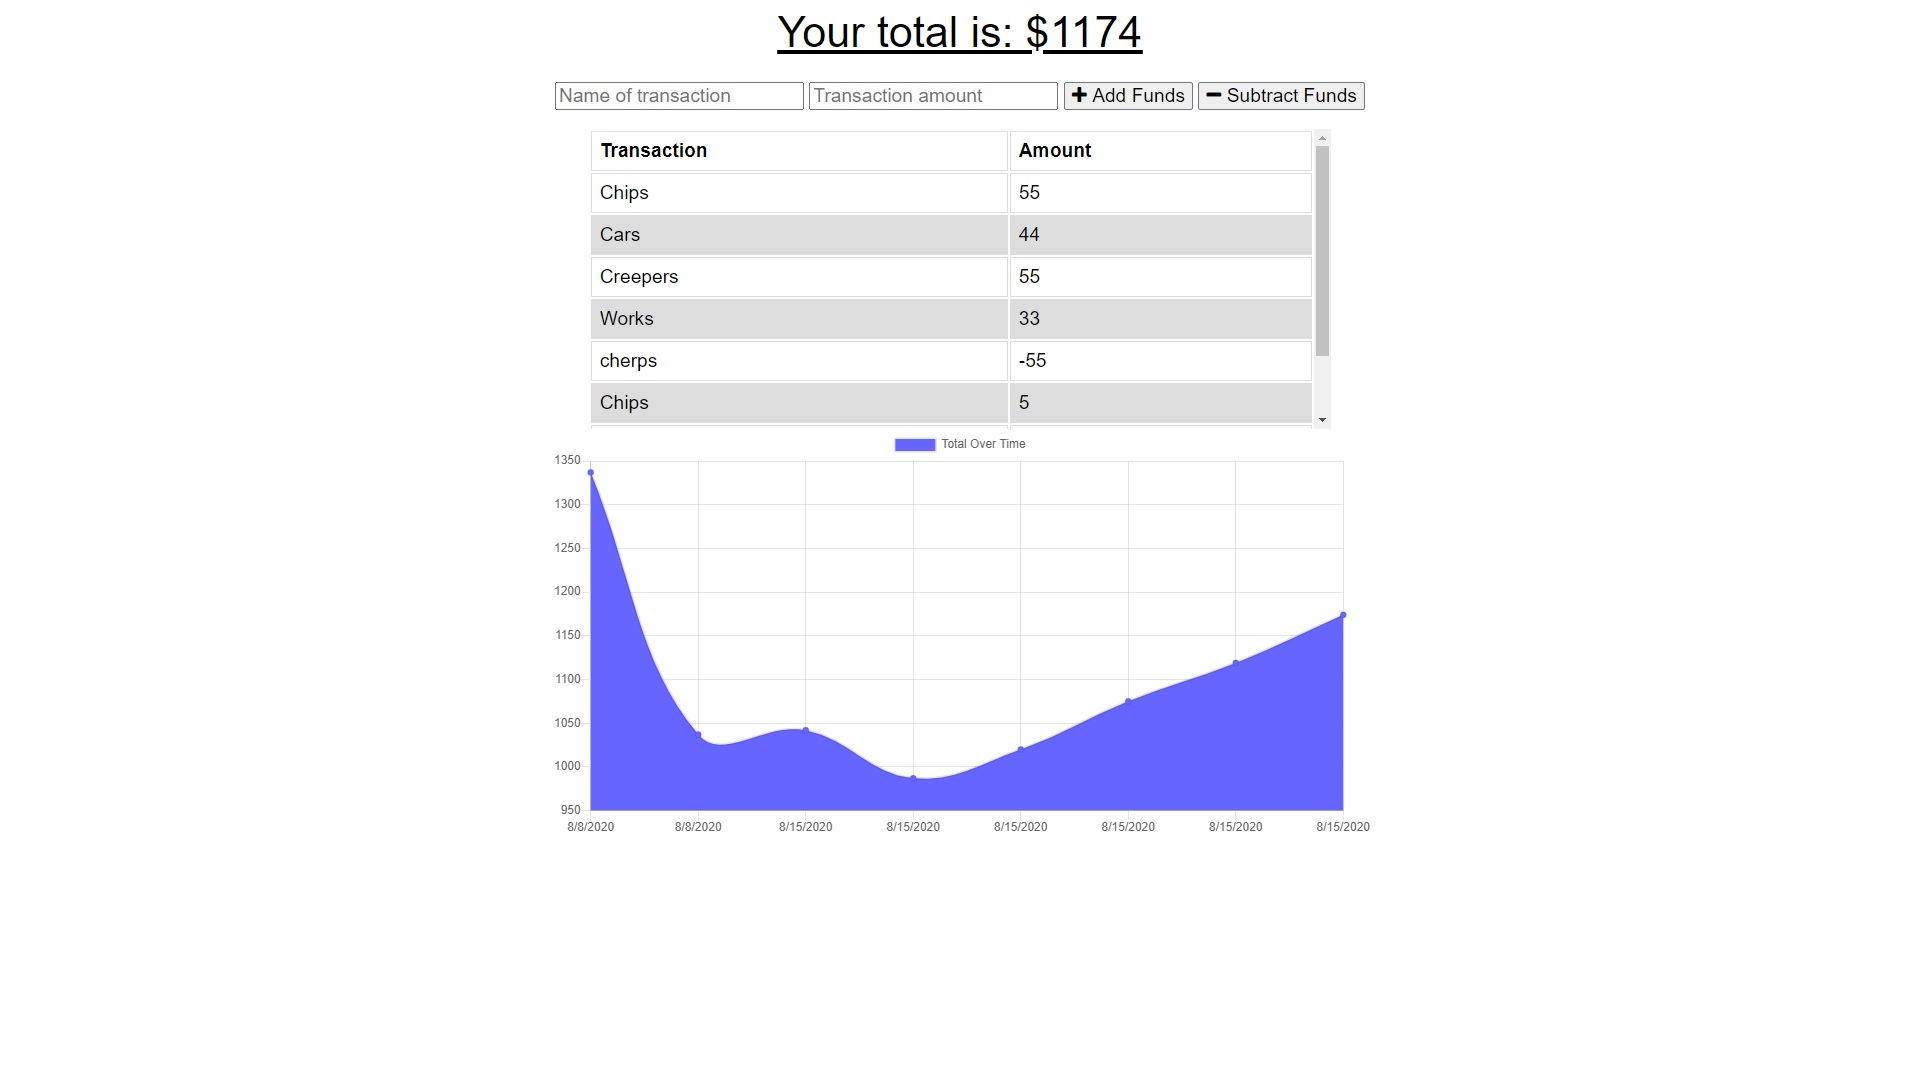 Your total is: $1174
Name of transaction Transaction amount Add Funds Subtract Funds
Transaction Amount
Chips 55
Cars 44
Creepers 55
Works 33
cherps -55
Chips 5
Total Over Time
1350
1300
1250
1200
1150
1100
1050
1000
950
8/8/2020 8/8/2020 8/15/2020 8/15/2020 8/15/2020 8/15/2020 8/15/2020 8/15/2020